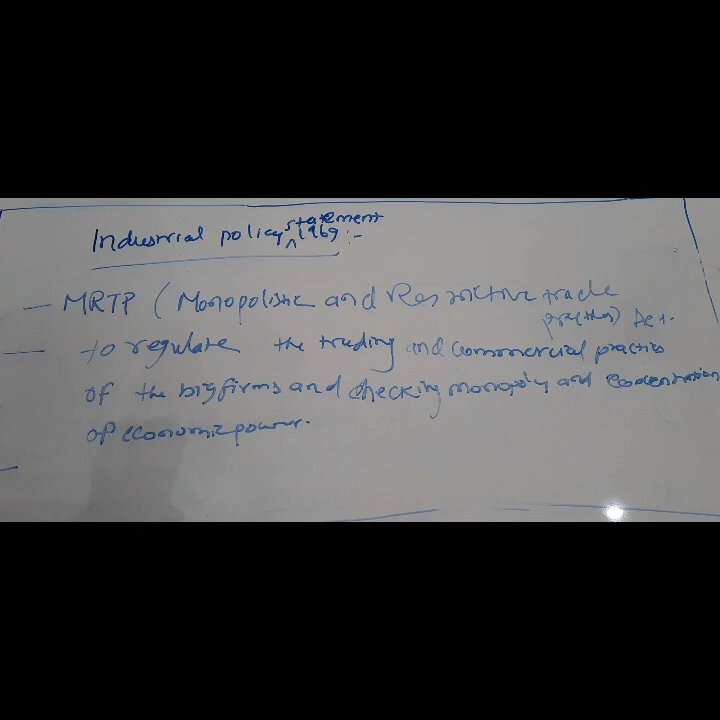 Industrial policy statement 1969 :-
— MRTP ( Monopolistic and Restrictive trade
practices) Act.
— to regulate the trading and commercial practies
of the big firms and checking monopoly and concentration
of economic power.